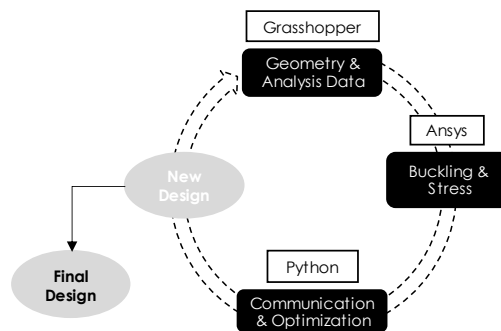 Grasshopper
Geometry &
Analysis Data
Ansys
Buckling &
Stress
New
Design
Python
Final
Design
Communication
& Optimization